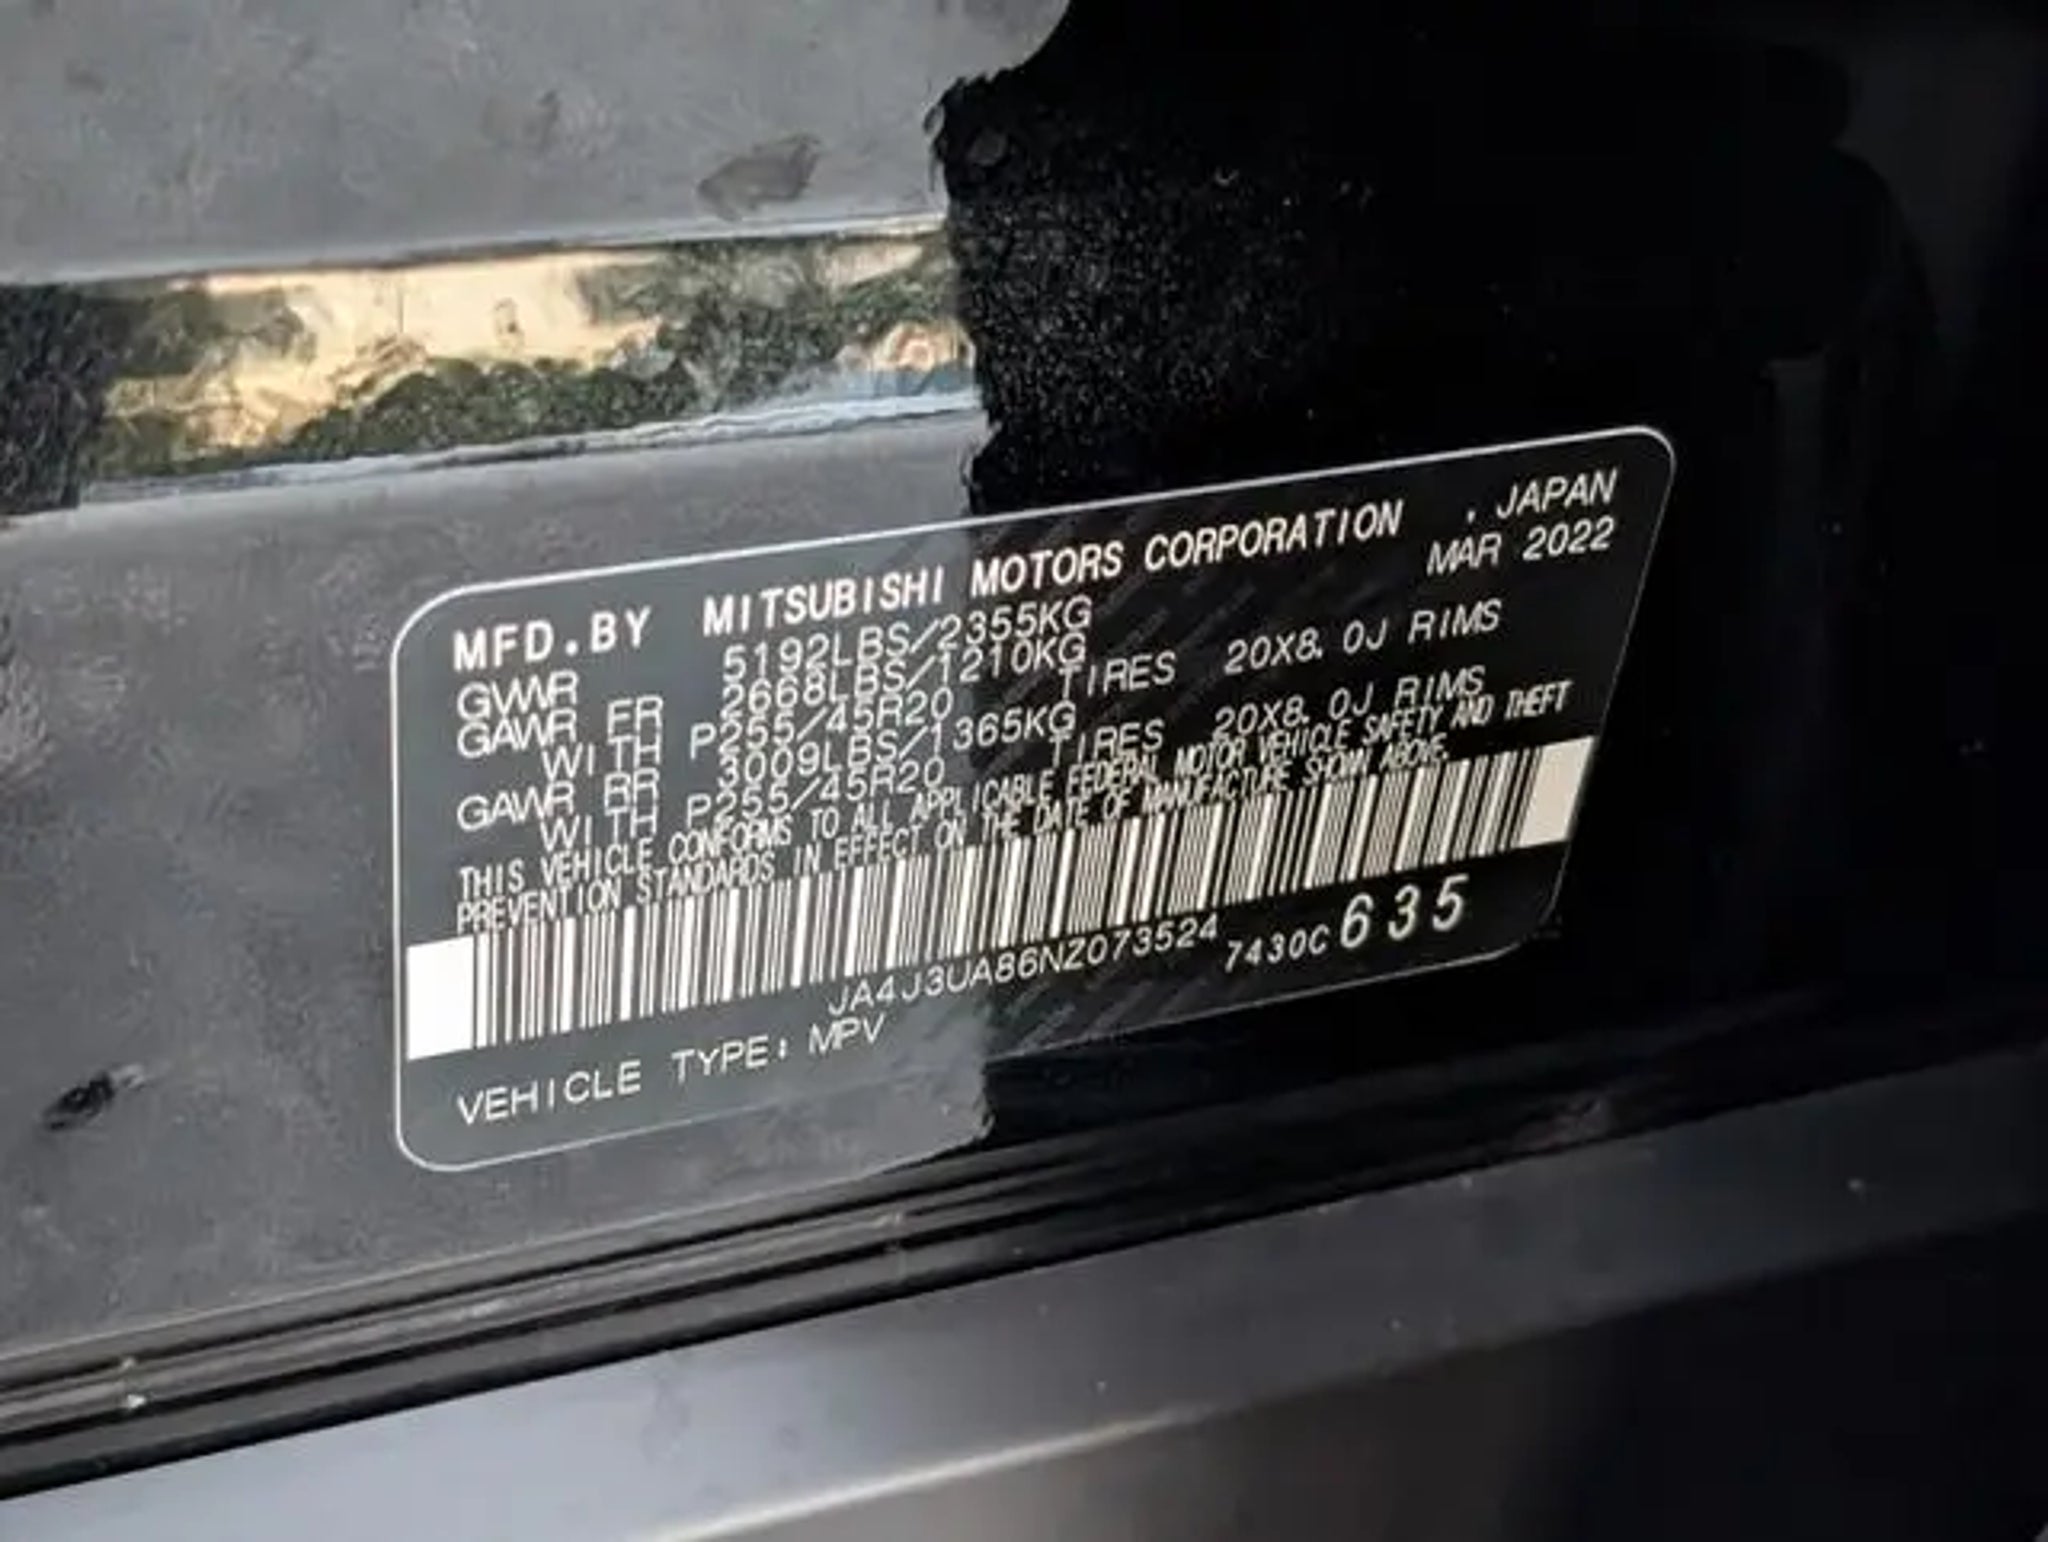 MFD.BY MITSUBISHI MOTORS CORPORATION , JAPAN
MAR 2022
GVWR 5192LBS/2355KG
GAWR FR 2668LBS/1210KG
WITH P255/45R20 TIRES 20X8.0J RIMS
GAWR RR 3009LBS/1365KG
WITH P255/45R20 TIRES 20X8.0J RIMS
THIS VEHICLE CONFORMS TO ALL APPLICABLE FEDERAL MOTOR VEHICLE SAFETY AND THEFT
PREVENTION STANDARDS IN EFFECT ON THE DATE OF MANUFACTURE SHOWN ABOVE.
JA4J3UA86NZ073524 7430C 635
VEHICLE TYPE: MPV